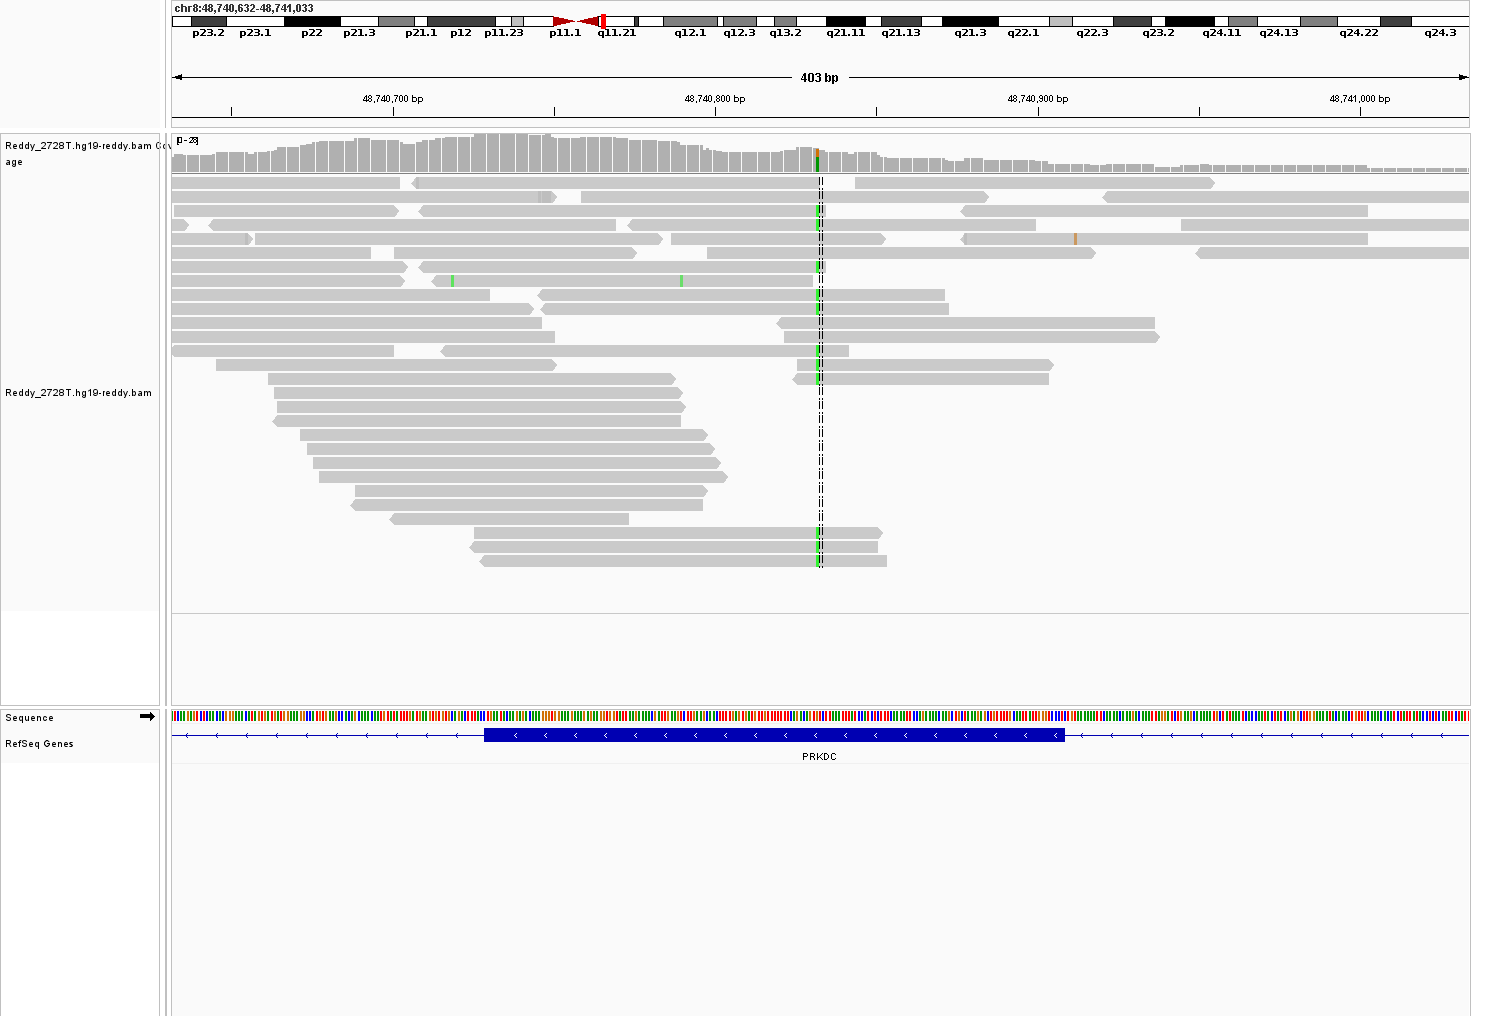 chr8:48,740,632-48,741,033
p23.2 p23.1 p22 p21.3 p21.1 p12 p11.23 p11.1 q11.21 q12.1 q12.3 q13.2 q21.11 q21.13 q21.3 q22.1 q22.3 q23.2 q24.11 q24.13 q24.22 q24.3
403 bp
48,740,700 bp 48,740,800 bp 48,740,900 bp 48,741,000 bp
Reddy_2728T.hg19-reddy.bam Cov
age
[0 - 28]
Reddy_2728T.hg19-reddy.bam
Sequence
RefSeq Genes
PRKDC